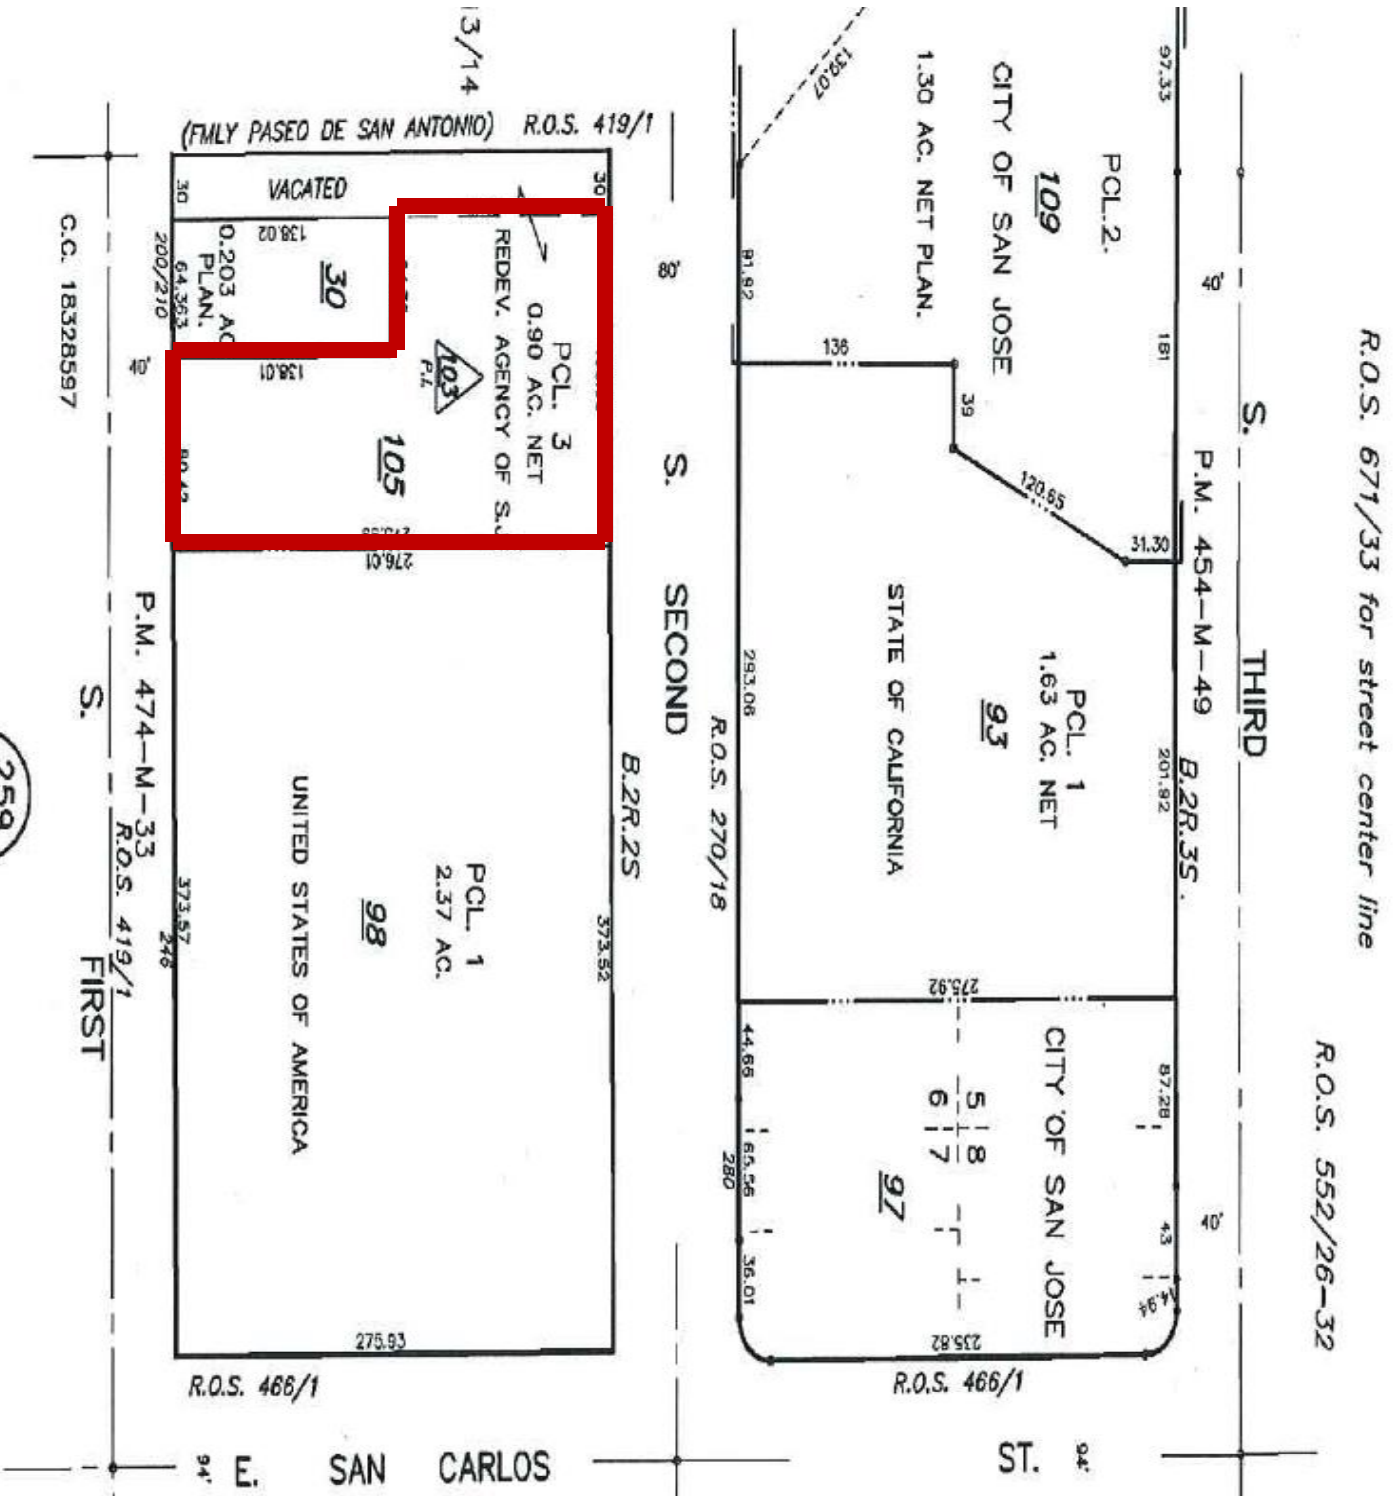 13/14
(FMLY PASEO DE SAN ANTONIO) R.O.S. 419/1
30
VACATED
30
138.02
0.203 AC
PLAN.
30
64.363
200/210
40'
C.C. 18328597
138.01
PCL. 3
0.90 AC. NET
REDEV. AGENCY OF S.J.
103
P.I.
105
276.01
80'
S. SECOND
B.2R.2S
R.O.S. 270/18
PCL. 1
2.37 AC.
98
UNITED STATES OF AMERICA
373.57
246
373.52
275.93
P.M. 474-M-33
R.O.S. 419/1
S. FIRST
259
R.O.S. 466/1
94' E. SAN CARLOS ST. 94'
139.07
97.33
PCL. 2.
109
CITY OF SAN JOSE
1.30 AC. NET PLAN.
91.92
181
40'
136
39
120.65
31.30
R.O.S. 671/33 for street center line
S. THIRD
P.M. 454-M-49
B.2R.3S.
PCL. 1
1.63 AC. NET
93
STATE OF CALIFORNIA
293.06
201.92
275.92
CITY OF SAN JOSE
5 8
6 7
97
44.66
65.56
280
36.01
87.28
43
14.94
235.82
40'
R.O.S. 552/26-32
R.O.S. 466/1